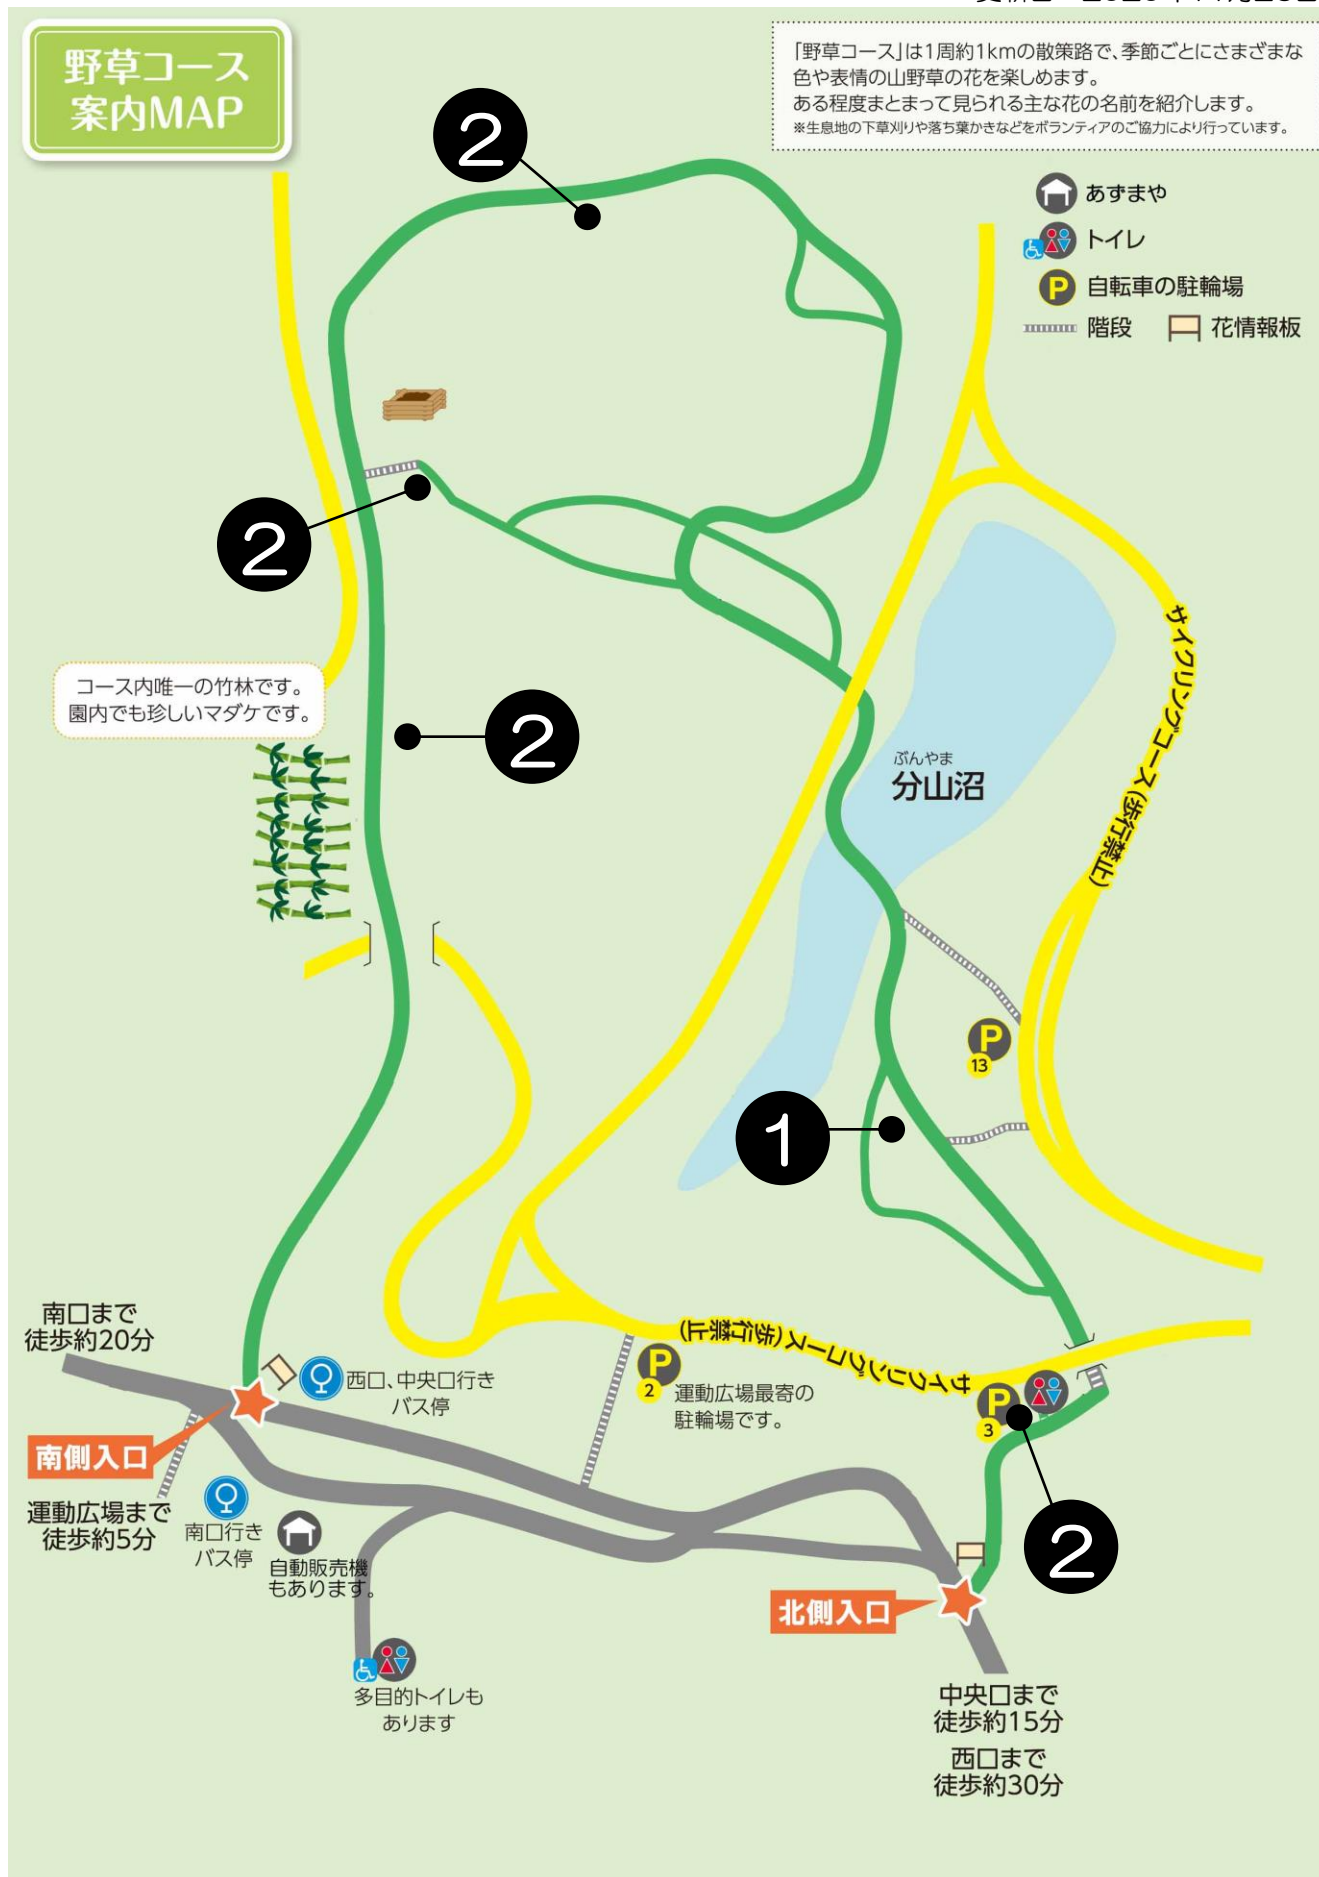 野草コース
案内MAP
「野草コース」は1周約1kmの散策路で、季節ごとにさまざまな
色や表情の山野草の花を楽しめます。
ある程度まとまって見られる主な花の名前を紹介します。
※生息地の下草刈りや落ち葉かきなどをボランティアのご協力により行っています。
2
あずまや
トイレ
P 自転車の駐輪場
階段 花情報板
2
サイクリングコース(歩行禁止)
コース内唯一の竹林です。
園内でも珍しいマダケです。
2
ぶんやま
分山沼
P
13
1
南口まで
徒歩約20分
西口、中央口行き
バス停
サイクリングコース(歩行禁止)
P
2
運動広場最寄の
駐輪場です。
P
3
南側入口
運動広場まで
徒歩約5分
南口行き
バス停
自動販売機
もあります。
2
北側入口
多目的トイレも
あります
中央口まで
徒歩約15分
西口まで
徒歩約30分